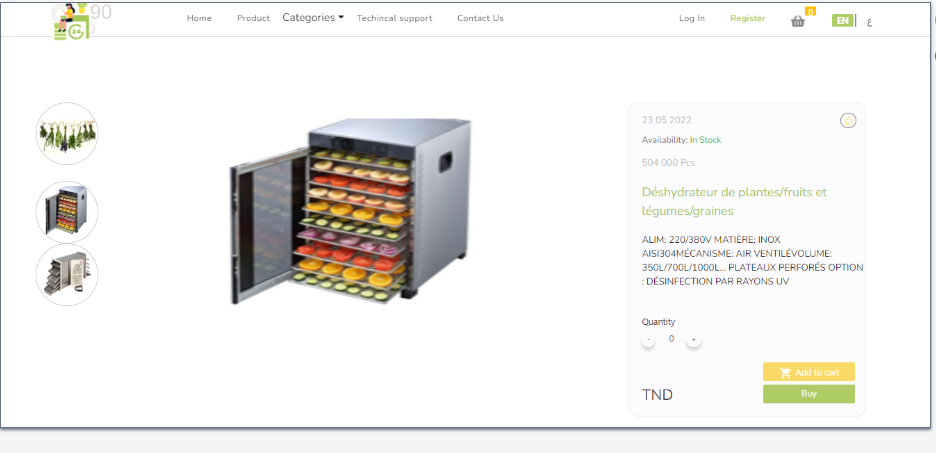 90
Home Product Categories Techincal support Contact Us Log In Register 0 EN ع
23 05 2022
Availability: In Stock
504 000 Pcs
Déshydrateur de plantes/fruits et
légumes/graines
ALIM: 220/380V MATIÈRE; INOX
AISI304MÉCANISME; AIR VENTILÉVOLUME:
350L/700L/1000L... PLATEAUX PERFORÉS OPTION
: DÉSINFECTION PAR RAYONS UV
Quantity
- 0 +
Add to cart
TND
Buy